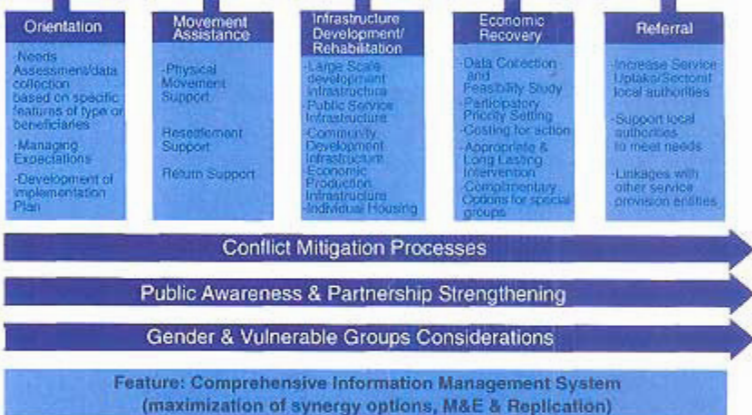 Orientation
-Needs
Assessment/data
collection
based on specific
features of type or
beneficiaries
-Managing
Expectations
-Development of
Implementation
Plan
Movement
Assistance
-Physical
Movement
Support
Resettlement
Support
Return Support
Infrastructure
Development/
Rehabilitation
-Large Scale
development
Infrastructure
-Public Service
Infrastructure
-Community
Development
Infrastructure
-Economic
Production
Infrastructure
-Individual Housing
Economic
Recovery
-Data Collection
and
Feasibility Study
-Participatory
Priority Setting
-Costing for action
-Appropriate &
Long Lasting
Intervention
-Complimentary
Options for special
groups
Referral
-Increase Service
Uptake/Sectoral
local authorities
-Support local
authorities
to meet needs
-Linkages with
other service
provision entities
Conflict Mitigation Processes
Public Awareness & Partnership Strengthening
Gender & Vulnerable Groups Considerations
Feature: Comprehensive Information Management System
(maximization of synergy options, M&E & Replication)